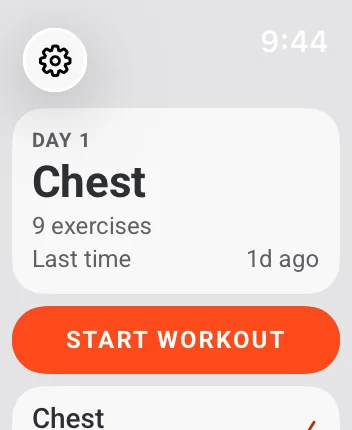 9:44
DAY 1
Chest
9 exercises
Last time 1d ago
START WORKOUT
Chest